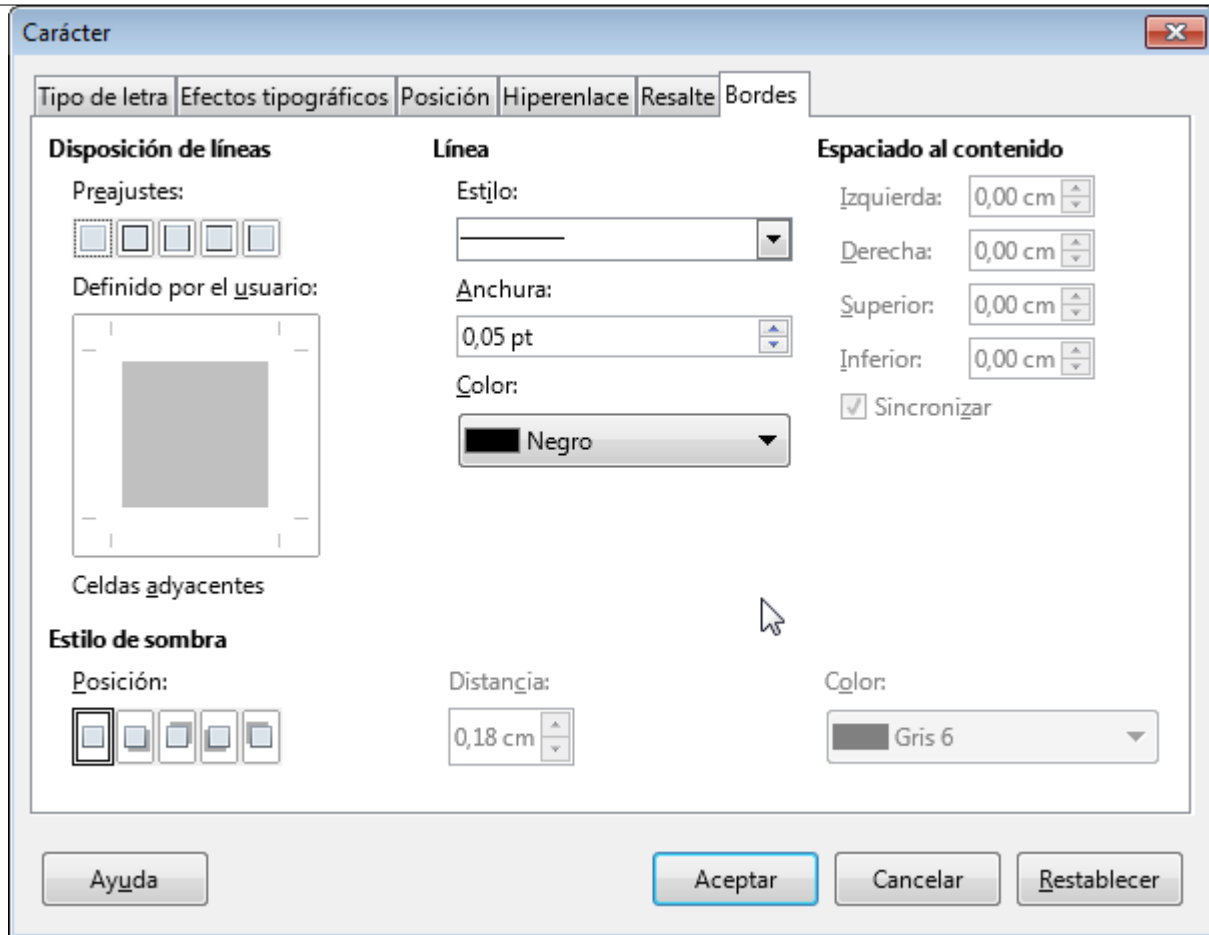 Carácter
Tipo de letra Efectos tipográficos Posición Hiperenlace Resalte Bordes
Disposición de líneas
Preajustes:
Definido por el usuario:
Celdas adyacentes
Línea
Estilo:
Anchura:
0,05 pt
Color:
Negro
Espaciado al contenido
Izquierda: 0,00 cm
Derecha: 0,00 cm
Superior: 0,00 cm
Inferior: 0,00 cm
Sincronizar
Estilo de sombra
Posición:
Distancia:
0,18 cm
Color:
Gris 6
Ayuda Aceptar Cancelar Restablecer